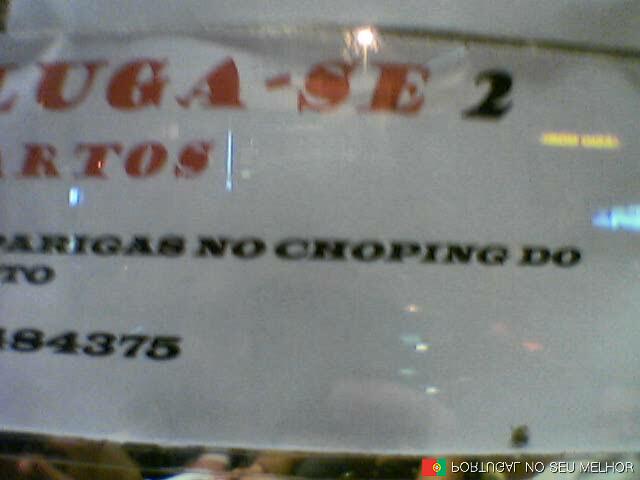 LUGA-SE 2
ARTOS
PARIGAS NO CHOPING DO
TO
484375
PORTUGAL NO SEU MELHOR